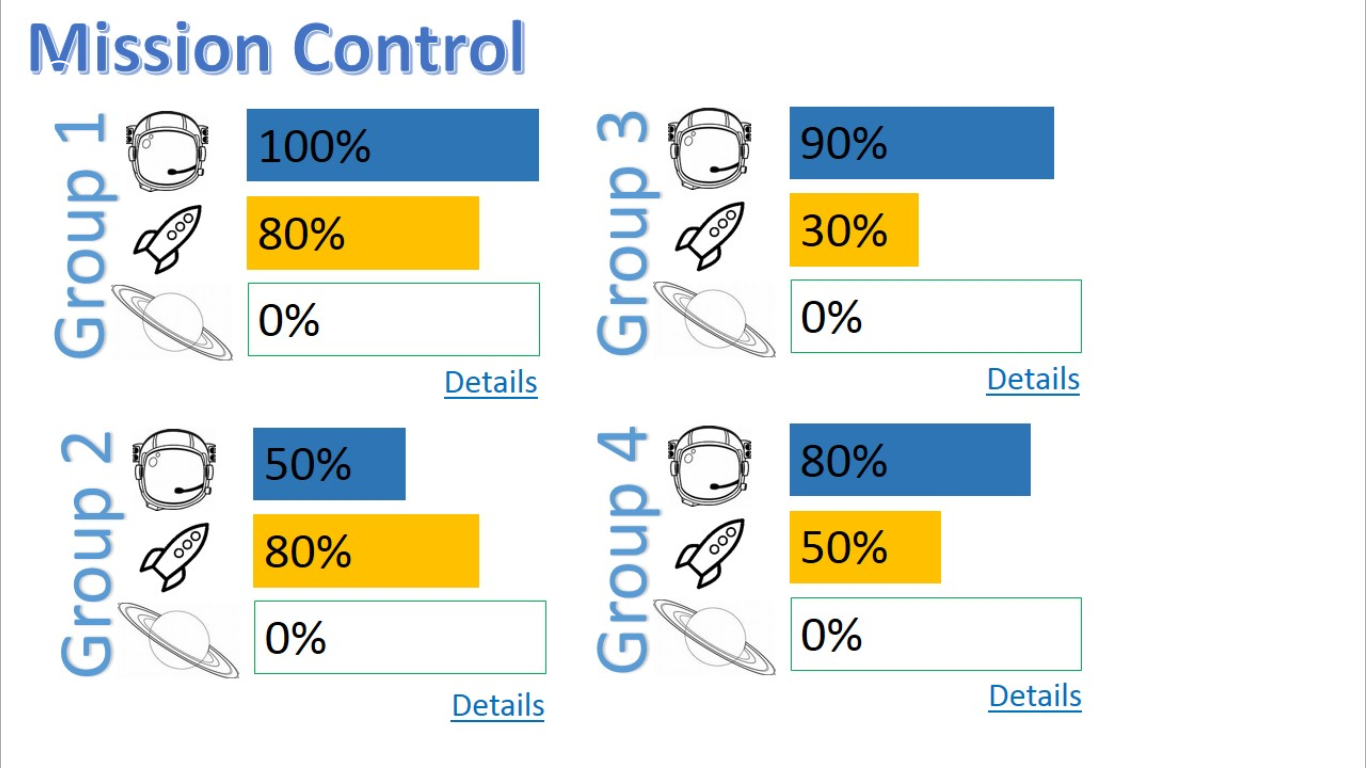 Mission Control
Group 1
100%
80%
0%
Details
Group 3
90%
30%
0%
Details
Group 2
50%
80%
0%
Details
Group 4
80%
50%
0%
Details